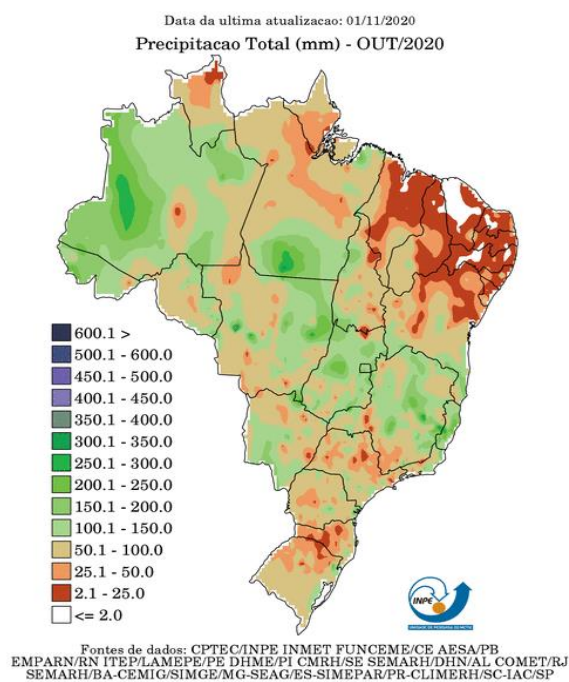 Data da ultima atualizacao: 01/11/2020
Precipitacao Total (mm) - OUT/2020
600.1 >
500.1 - 600.0
450.1 - 500.0
400.1 - 450.0
350.1 - 400.0
300.1 - 350.0
250.1 - 300.0
200.1 - 250.0
150.1 - 200.0
100.1 - 150.0
50.1 - 100.0
25.1 - 50.0
2.1 - 25.0
<= 2.0
INPE
Fontes de dados: CPTEC/INPE INMET FUNCEME/CE AESA/PB
EMPARN/RN ITEP/LAMEPE/PE DHME/PI CMRH/SE SEMARH/DHN/AL COMET/RJ
SEMARH/BA-CEMIG/SIMGE/MG-SEAG/ES-SIMEPAR/PR-CLIMERH/SC-IAC/SP